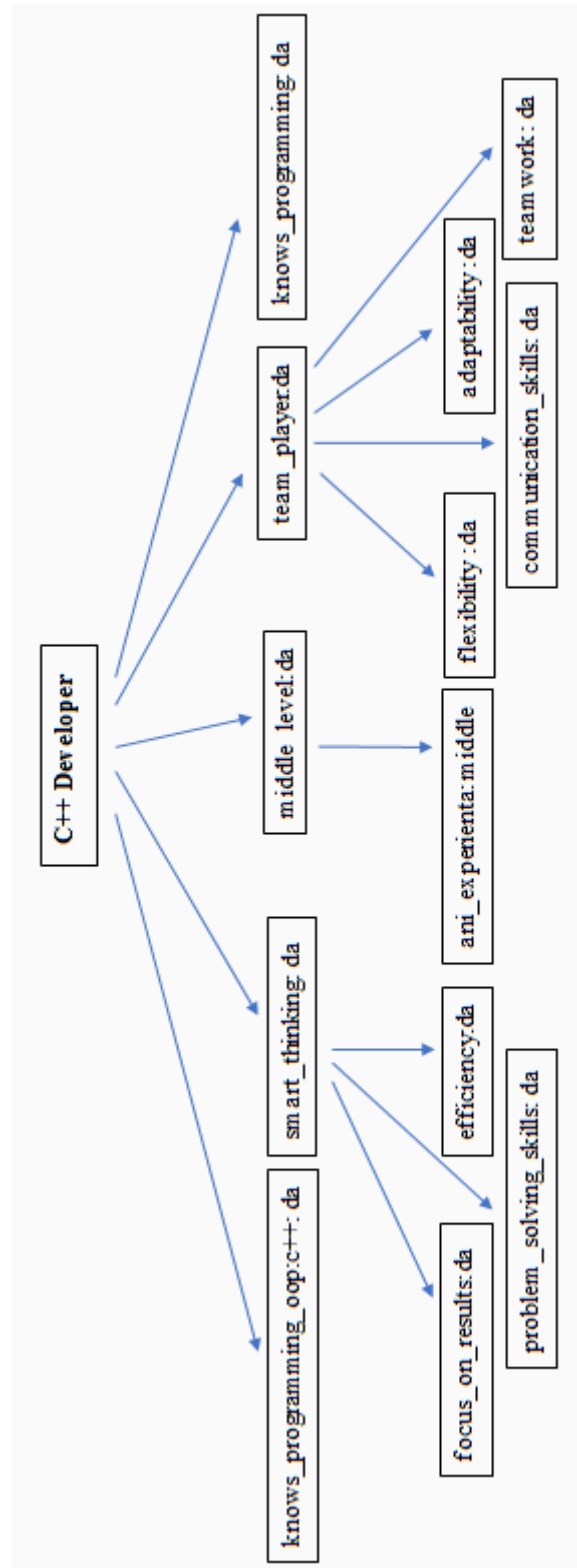 C++ Developer
knows_programming_oop:c++: da
smart_thinking: da
middle level: da
team_player:da
knows_programming: da
focus_on_results: da
efficiency:da
ani_experienta: middle
flexibility : da
adaptability : da
problem_solving_skills: da
communication_skills: da
teamwork : da